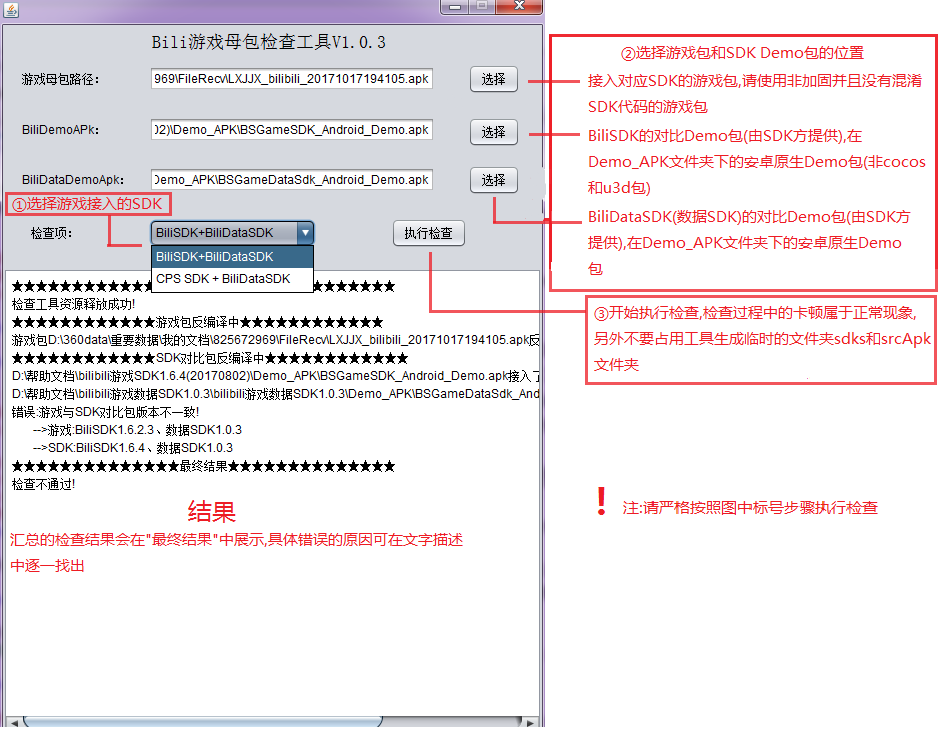 Bili游戏母包检查工具V1.0.3
游戏母包路径:
969\FileRecv\LXJJX_bilibili_20171017194105.apk
选择
BiliDemoAPk:
02)\Demo_APK\BSGameSDK_Android_Demo.apk
选择
BiliDataDemoApk:
Demo_APK\BSGameDataSdk_Android_Demo.apk
选择
①选择游戏接入的SDK
检查项:
BiliSDK+BiliDataSDK
执行检查
BiliSDK+BiliDataSDK
CPS SDK + BiliDataSDK
检查工具资源释放成功!
★★★★★★★★★★★★游戏包反编译中★★★★★★★★★★★★
游戏包D:\360data\重要数据\我的文档\825672969\FileRecv\LXJJX_bilibili_20171017194105.apk反
★★★★★★★★★★★★SDK对比包反编译中★★★★★★★★★★★★
D:\帮助文档\bilibili游戏SDK1.6.4(20170802)\Demo_APK\BSGameSDK_Android_Demo.apk接入了
D:\帮助文档\bilibili游戏数据SDK1.0.3\bilibili游戏数据SDK1.0.3\Demo_APK\BSGameDataSdk_And
错误:游戏与SDK对比包版本不一致!
-->游戏:BiliSDK1.6.2.3、数据SDK1.0.3
-->SDK:BiliSDK1.6.4、数据SDK1.0.3
★★★★★★★★★★★★★★最终结果★★★★★★★★★★★★★★
检查不通过!
结果
汇总的检查结果会在"最终结果"中展示,具体错误的原因可在文字描述
中逐一找出
②选择游戏包和SDK Demo包的位置
接入对应SDK的游戏包,请使用非加固并且没有混淆
SDK代码的游戏包
BiliSDK的对比Demo包(由SDK方提供),在
Demo_APK文件夹下的安卓原生Demo包(非cocos
和u3d包)
BiliDataSDK(数据SDK)的对比Demo包(由SDK方
提供),在Demo_APK文件夹下的安卓原生Demo
包
③开始执行检查,检查过程中的卡顿属于正常现象,
另外不要占用工具生成临时的文件夹sdks和srcApk
文件夹
! 注:请严格按照图中标号步骤执行检查